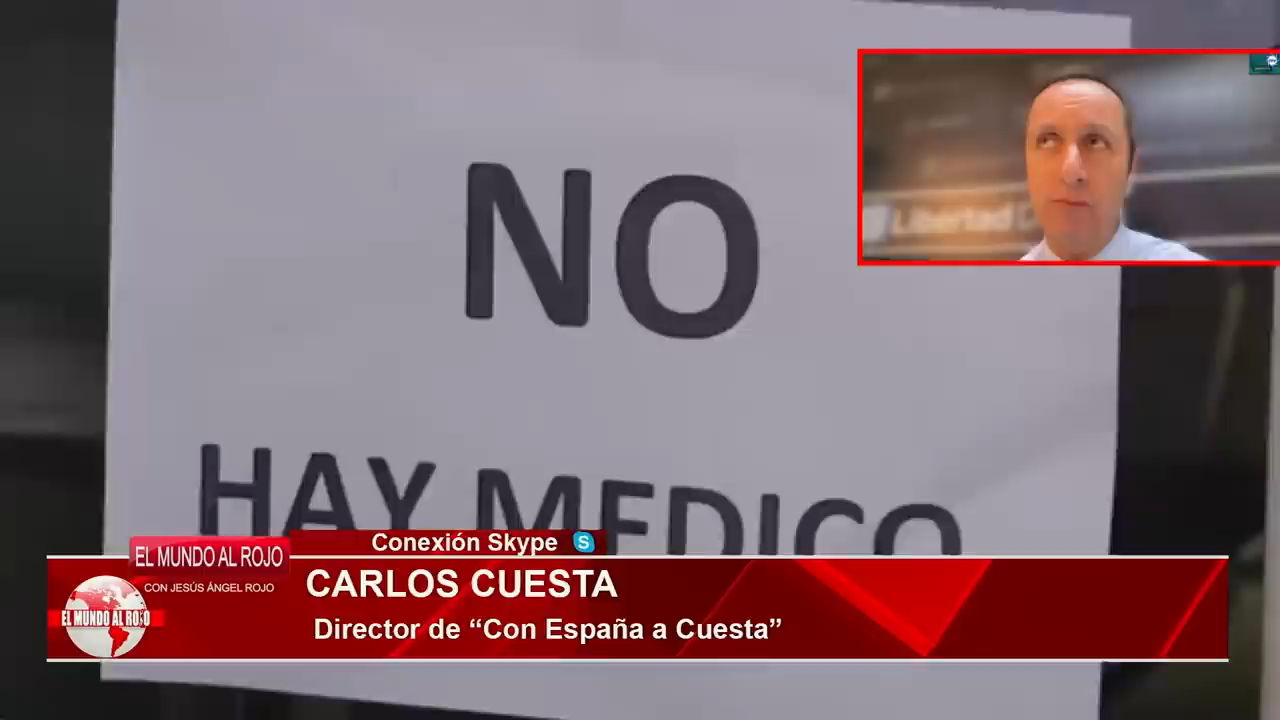 NO
HAY MEDICO
Libertad
Conexión Skype
EL MUNDO AL ROJO
CON JESÚS ÁNGEL ROJO
CARLOS CUESTA
EL MUNDO AL ROJO
Director de “Con España a Cuesta”